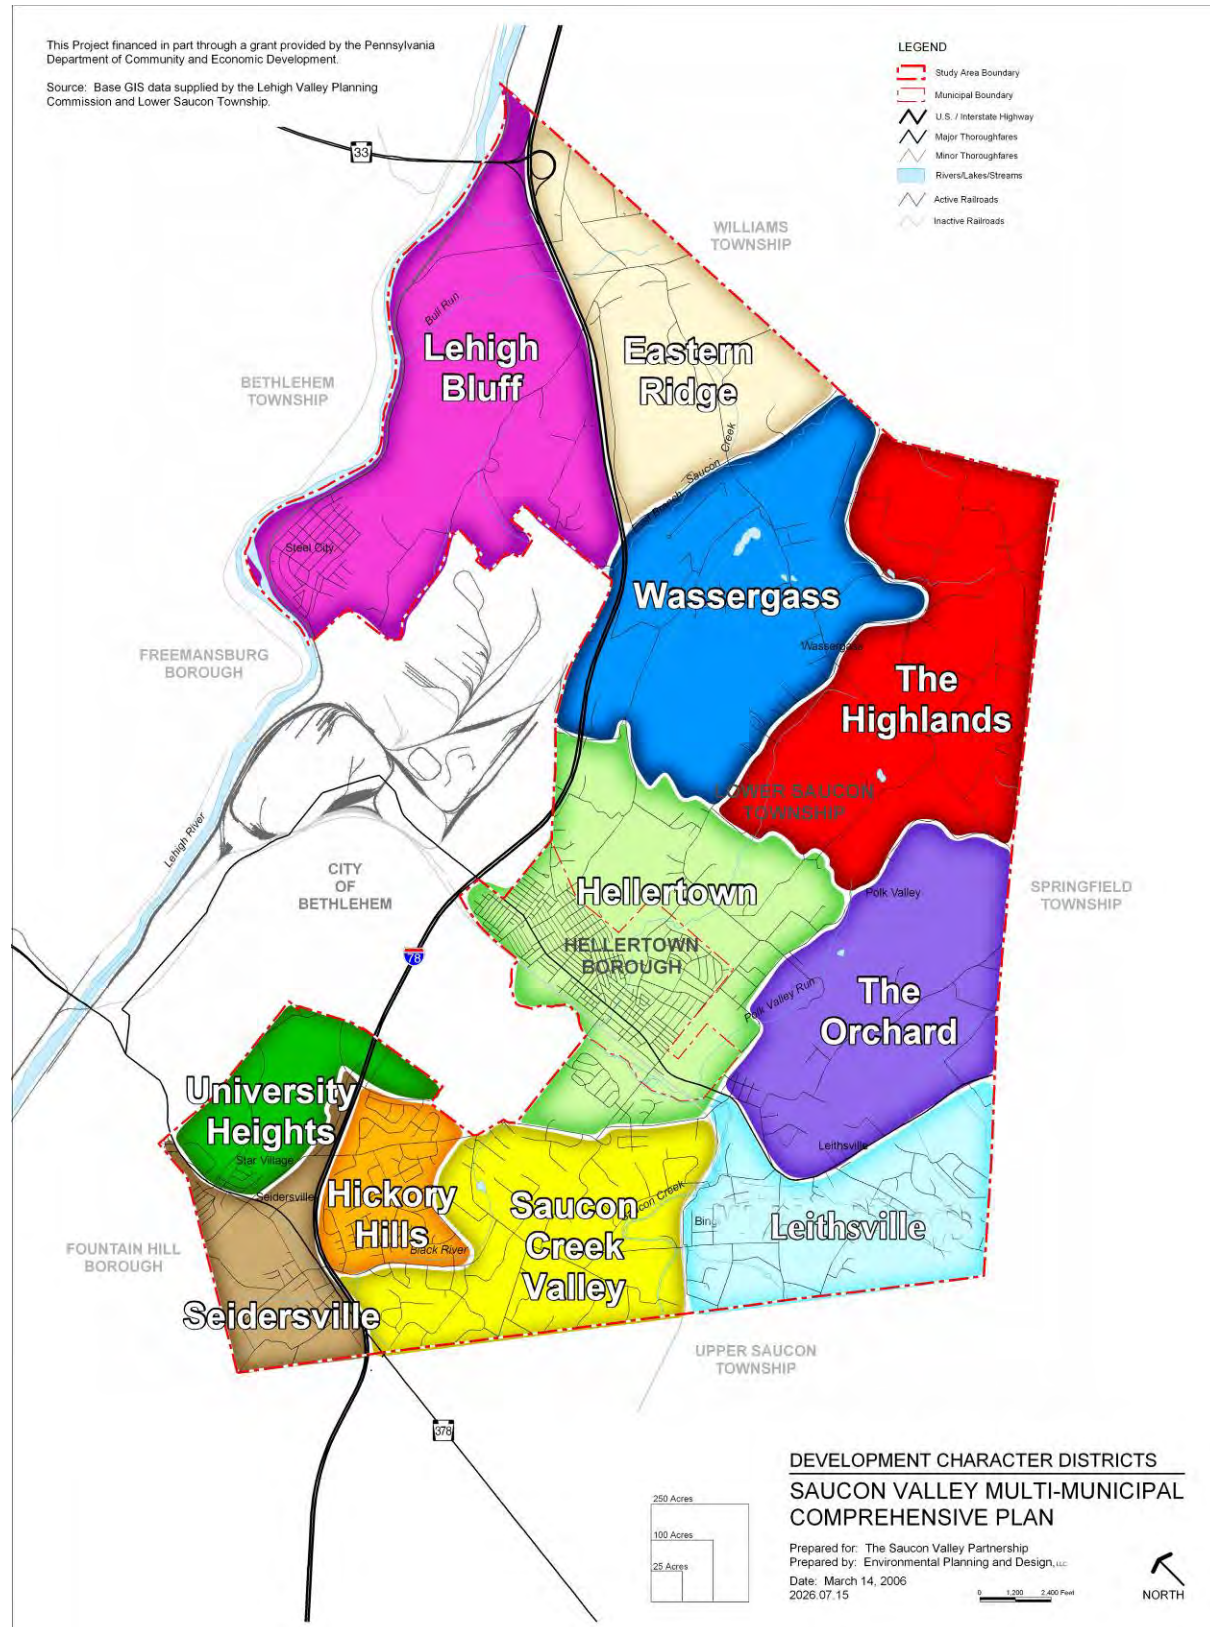 This Project financed in part through a grant provided by the Pennsylvania
Department of Community and Economic Development.
Source: Base GIS data supplied by the Lehigh Valley Planning
Commission and Lower Saucon Township.
LEGEND
Study Area Boundary
Municipal Boundary
U.S. / Interstate Highway
Major Thoroughfares
Minor Thoroughfares
Rivers/Lakes/Streams
Active Railroads
Inactive Railroads
33
WILLIAMS
TOWNSHIP
Bull Run
Lehigh
Bluff
Eastern
Ridge
BETHLEHEM
TOWNSHIP
Saucon Creek
Steel City
Wassergass
Wassergass
FREEMANSBURG
BOROUGH
The
Highlands
LOWER SAUCON
TOWNSHIP
Lehigh River
CITY
OF
BETHLEHEM
Hellertown
Polk Valley
SPRINGFIELD
TOWNSHIP
HELLERTOWN
BOROUGH
78
The
Orchard
Polk Valley Run
University
Heights
Star Village
Leithsville
Seidersville
Hickory
Hills
Black River
Saucon
Creek
Valley
Creek
Leithsville
FOUNTAIN HILL
BOROUGH
Seidersville
UPPER SAUCON
TOWNSHIP
378
DEVELOPMENT CHARACTER DISTRICTS
SAUCON VALLEY MULTI-MUNICIPAL
COMPREHENSIVE PLAN
250 Acres
100 Acres
25 Acres
Prepared for: The Saucon Valley Partnership
Prepared by: Environmental Planning and Design, LLC
Date: March 14, 2006
2026.07.15
0 1,200 2,400 Feet
NORTH